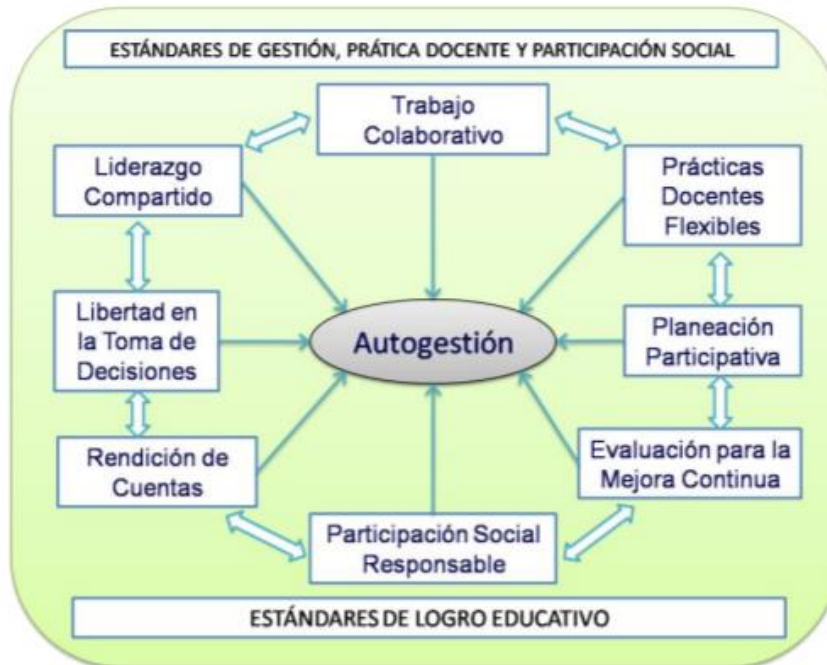 ESTÁNDARES DE GESTIÓN, PRÁTICA DOCENTE Y PARTICIPACIÓN SOCIAL
Trabajo
Colaborativo
Liderazgo
Compartido
Prácticas
Docentes
Flexibles
Libertad en
la Toma de
Decisiones
Autogestión
Planeación
Participativa
Rendición de
Cuentas
Evaluación para la
Mejora Continua
Participación Social
Responsable
ESTÁNDARES DE LOGRO EDUCATIVO